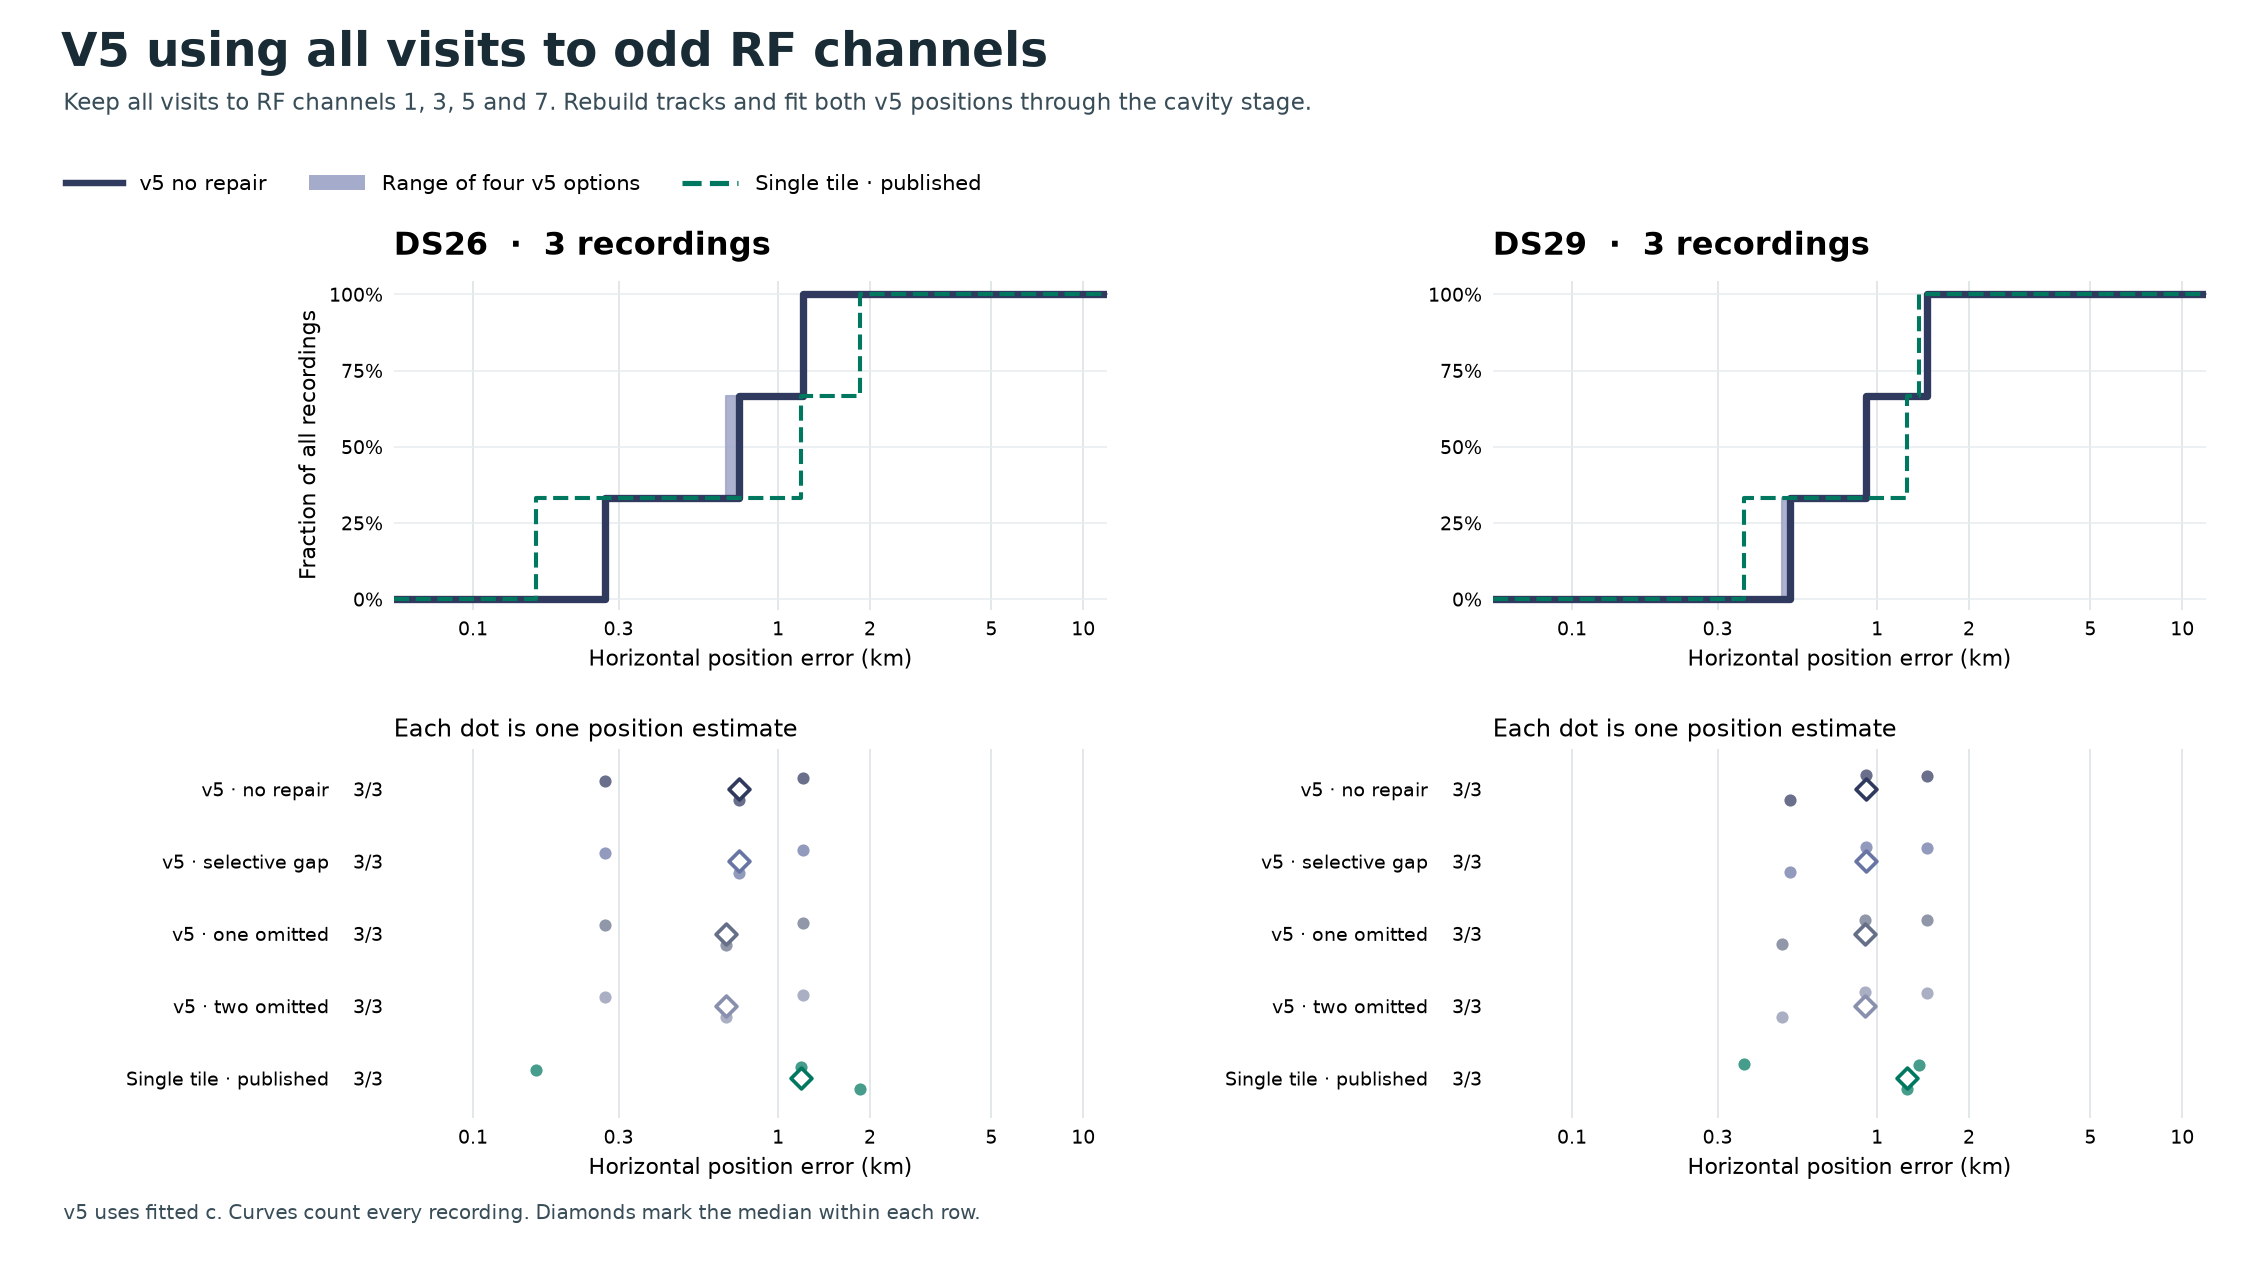 V5 using all visits to odd RF channels
Keep all visits to RF channels 1, 3, 5 and 7. Rebuild tracks and fit both v5 positions through the cavity stage.
v5 no repair
Range of four v5 options
Single tile · published
DS26 · 3 recordings
Fraction of all recordings
100%
75%
50%
25%
0%
0.1 0.3 1 2 5 10
Horizontal position error (km)
DS29 · 3 recordings
100%
75%
50%
25%
0%
0.1 0.3 1 2 5 10
Horizontal position error (km)
Each dot is one position estimate
v5 · no repair 3/3
v5 · selective gap 3/3
v5 · one omitted 3/3
v5 · two omitted 3/3
Single tile · published 3/3
0.1 0.3 1 2 5 10
Horizontal position error (km)
Each dot is one position estimate
v5 · no repair 3/3
v5 · selective gap 3/3
v5 · one omitted 3/3
v5 · two omitted 3/3
Single tile · published 3/3
0.1 0.3 1 2 5 10
Horizontal position error (km)
v5 uses fitted c. Curves count every recording. Diamonds mark the median within each row.